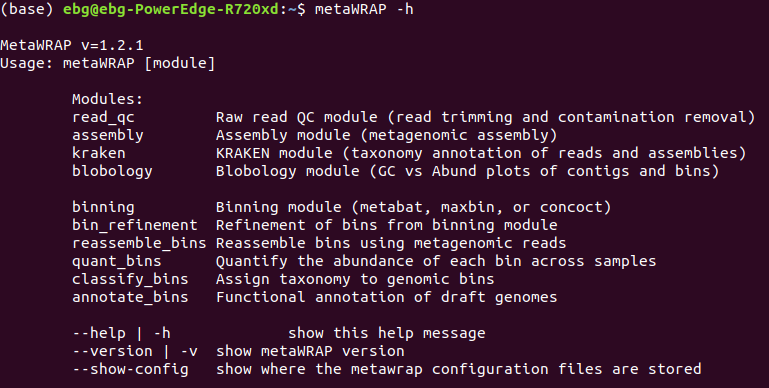 (base) ebg@ebg-PowerEdge-R720xd:~$ metaWRAP -h
MetaWRAP v=1.2.1
Usage: metaWRAP [module]
Modules:
read_qc Raw read QC module (read trimming and contamination removal)
assembly Assembly module (metagenomic assembly)
kraken KRAKEN module (taxonomy annotation of reads and assemblies)
blobology Blobology module (GC vs Abund plots of contigs and bins)
binning Binning module (metabat, maxbin, or concoct)
bin_refinement Refinement of bins from binning module
reassemble_bins Reassemble bins using metagenomic reads
quant_bins Quantify the abundance of each bin across samples
classify_bins Assign taxonomy to genomic bins
annotate_bins Functional annotation of draft genomes
--help | -h show this help message
--version | -v show metaWRAP version
--show-config show where the metawrap configuration files are stored